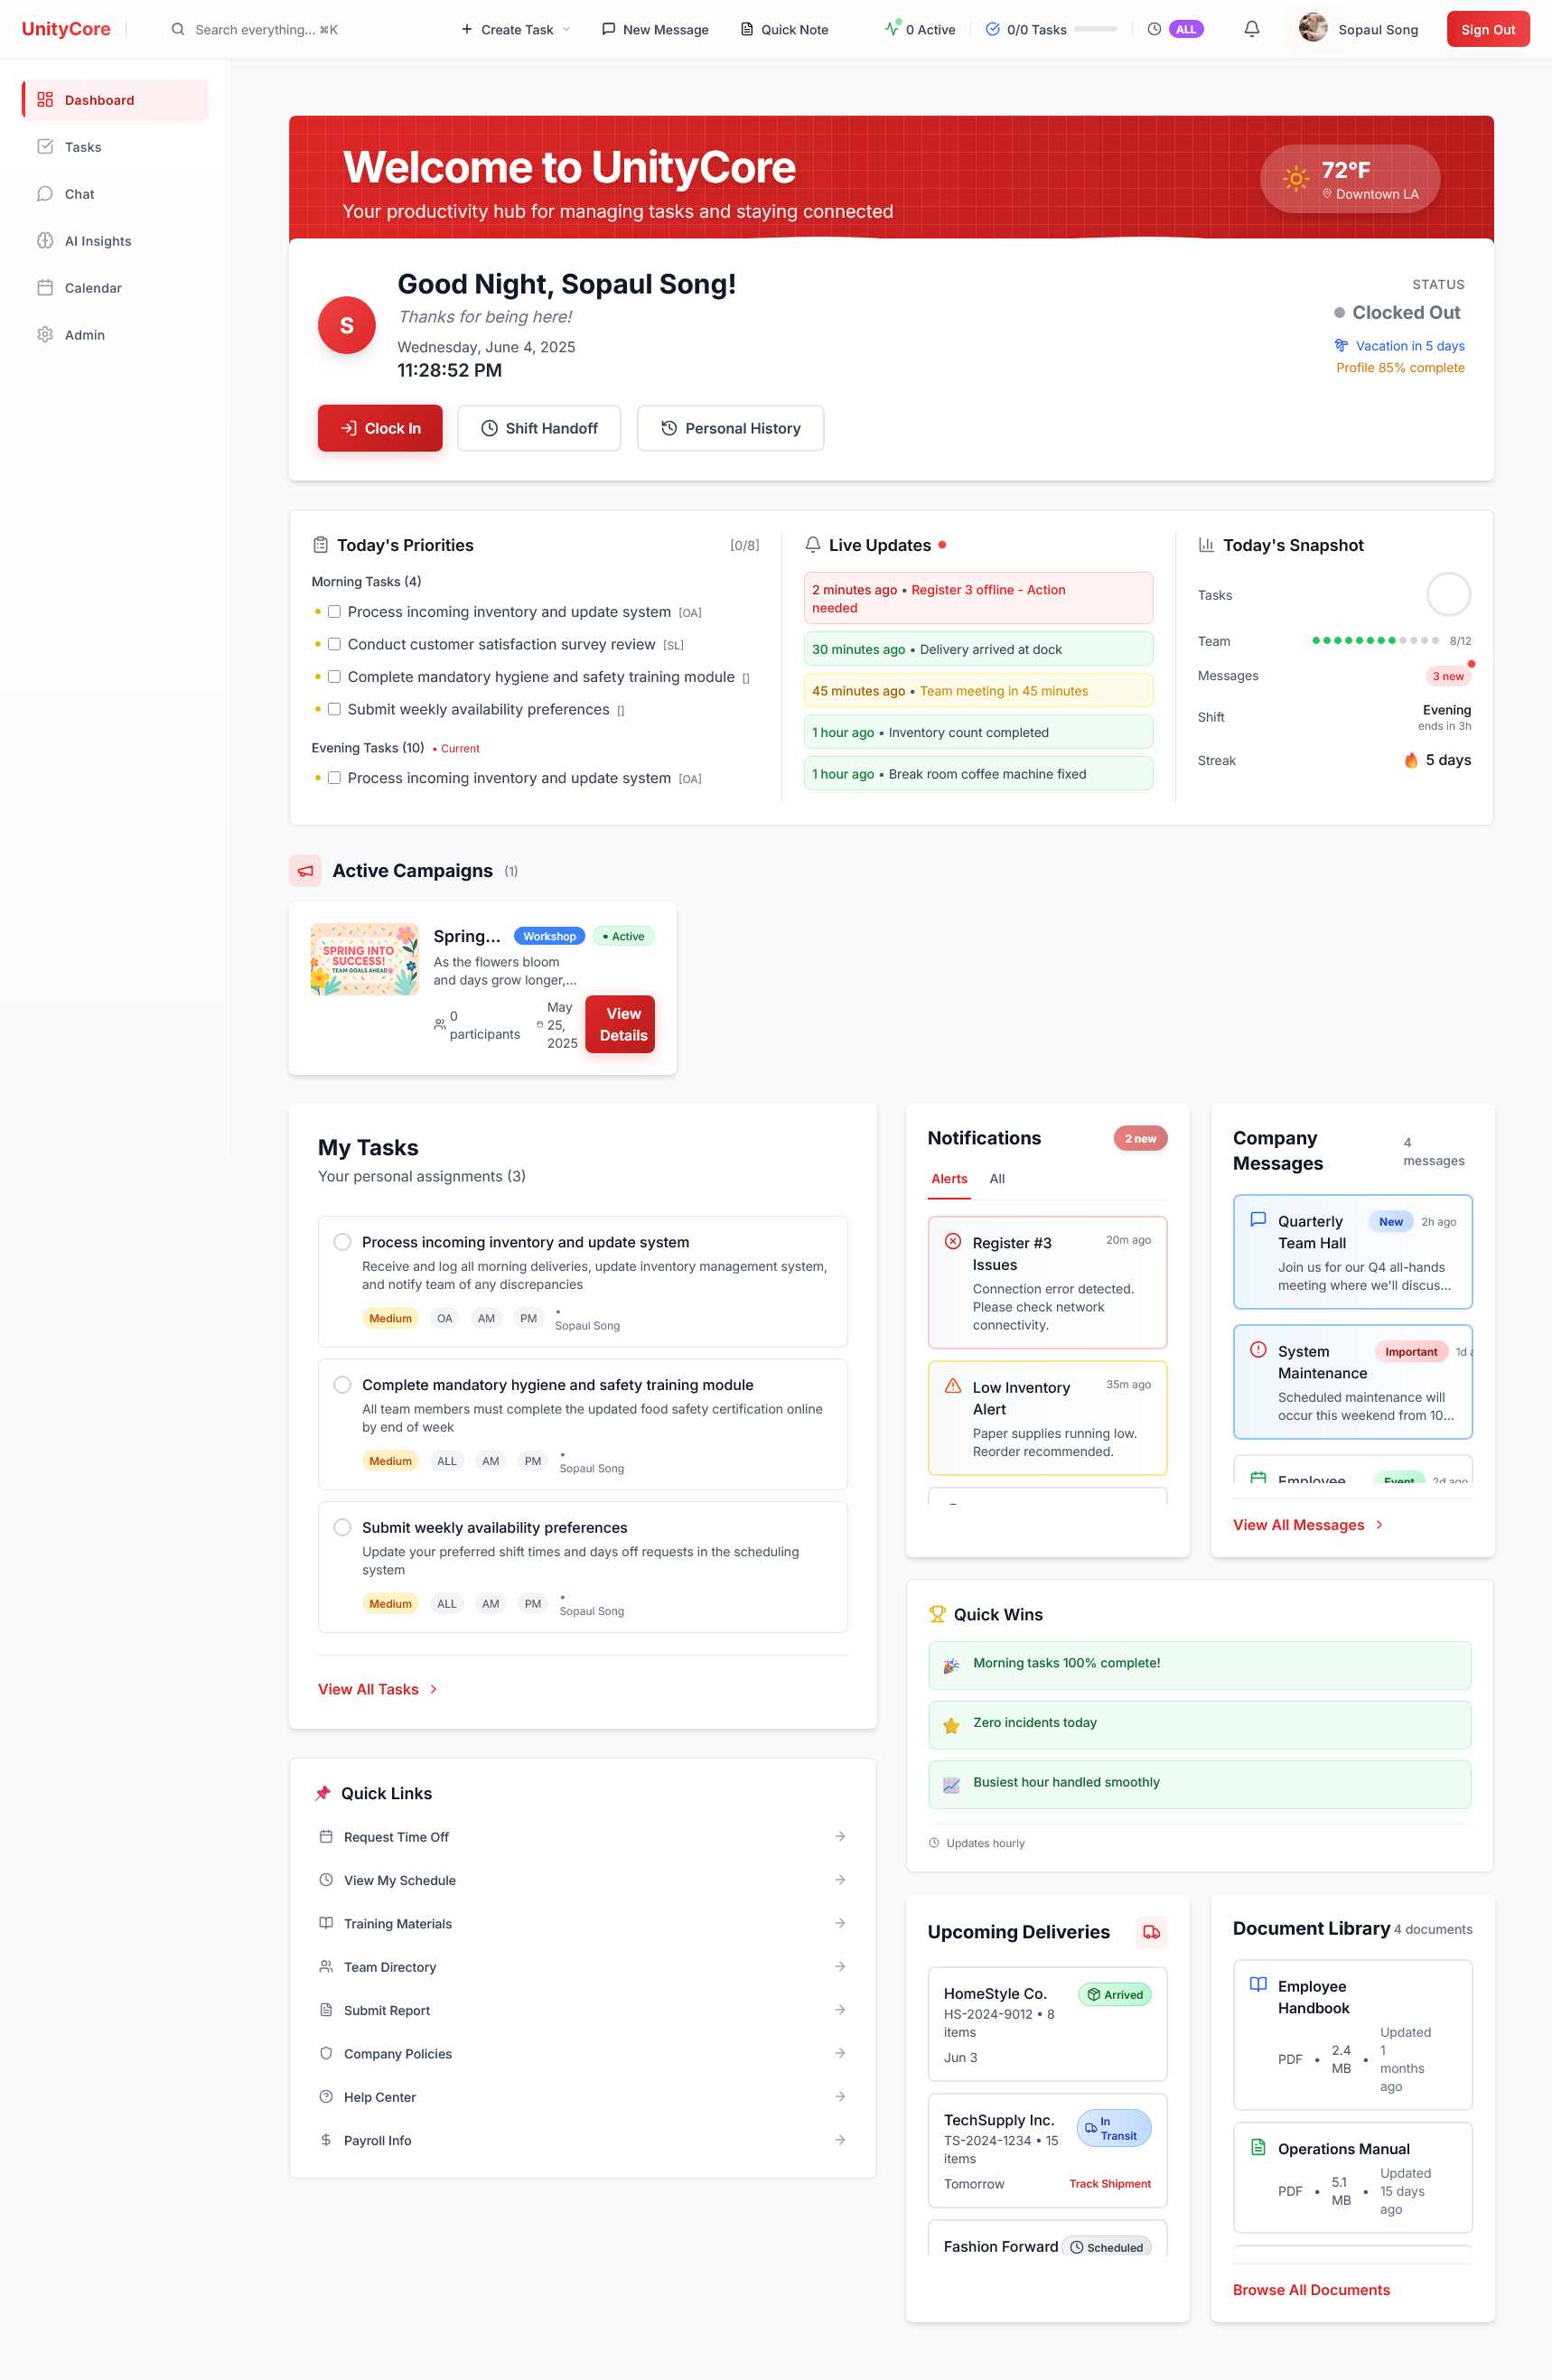 UnityCore
Search everything... ⌘K
Create Task
New Message
Quick Note
0 Active
0/0 Tasks
ALL
Sopaul Song
Sign Out
Dashboard
Tasks
Chat
AI Insights
Calendar
Admin
Welcome to UnityCore
Your productivity hub for managing tasks and staying connected
72°F
Downtown LA
S
Good Night, Sopaul Song!
Thanks for being here!
Wednesday, June 4, 2025
11:28:52 PM
STATUS
Clocked Out
Vacation in 5 days
Profile 85% complete
Clock In
Shift Handoff
Personal History
Today's Priorities
[0/8]
Morning Tasks (4)
Process incoming inventory and update system [OA]
Conduct customer satisfaction survey review [SL]
Complete mandatory hygiene and safety training module []
Submit weekly availability preferences []
Evening Tasks (10) • Current
Process incoming inventory and update system [OA]
Live Updates
2 minutes ago • Register 3 offline - Action
needed
30 minutes ago • Delivery arrived at dock
45 minutes ago • Team meeting in 45 minutes
1 hour ago • Inventory count completed
1 hour ago • Break room coffee machine fixed
Today's Snapshot
Tasks
Team
8/12
Messages
3 new
Shift
Evening
ends in 3h
Streak
5 days
Active Campaigns (1)
SPRING INTO
SUCCESS!
TEAM GOALS AHEAD
Spring...
Workshop
• Active
As the flowers bloom
and days grow longer,...
0
participants
May
25,
2025
View
Details
My Tasks
Your personal assignments (3)
Process incoming inventory and update system
Receive and log all morning deliveries, update inventory management system,
and notify team of any discrepancies
Medium OA AM PM •
Sopaul Song
Complete mandatory hygiene and safety training module
All team members must complete the updated food safety certification online
by end of week
Medium ALL AM PM •
Sopaul Song
Submit weekly availability preferences
Update your preferred shift times and days off requests in the scheduling
system
Medium ALL AM PM •
Sopaul Song
View All Tasks
Notifications
2 new
Alerts
All
Register #3
Issues
20m ago
Connection error detected.
Please check network
connectivity.
Low Inventory
Alert
35m ago
Paper supplies running low.
Reorder recommended.
Company
Messages
4
messages
Quarterly
Team Hall
New
2h ago
Join us for our Q4 all-hands
meeting where we'll discus...
System
Maintenance
Important
1d a
Scheduled maintenance will
occur this weekend from 10...
Employee
Event
2d ago
View All Messages
Quick Wins
Morning tasks 100% complete!
Zero incidents today
Busiest hour handled smoothly
Updates hourly
Quick Links
Request Time Off
View My Schedule
Training Materials
Team Directory
Submit Report
Company Policies
Help Center
Payroll Info
Upcoming Deliveries
HomeStyle Co.
Arrived
HS-2024-9012 • 8
items
Jun 3
TechSupply Inc.
In
Transit
TS-2024-1234 • 15
items
Tomorrow
Track Shipment
Fashion Forward
Scheduled
Document Library
4 documents
Employee
Handbook
PDF • 2.4
MB •
Updated
1
months
ago
Operations Manual
PDF • 5.1
MB •
Updated
15 days
ago
Browse All Documents